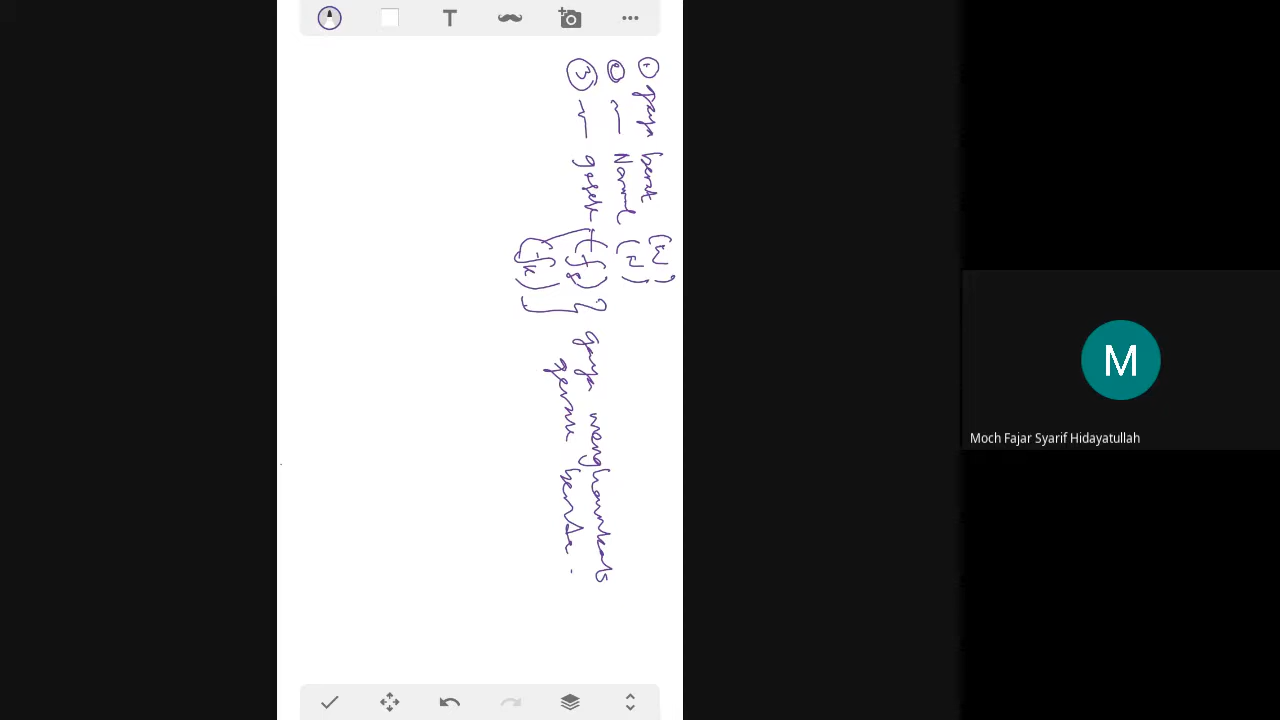 ① gaya berat (w)
② ~ Normal (N)
③ ~ gesek (fs)
(fk)
} gaya menghambat
gerak benda.
T
M
Moch Fajar Syarif Hidayatullah